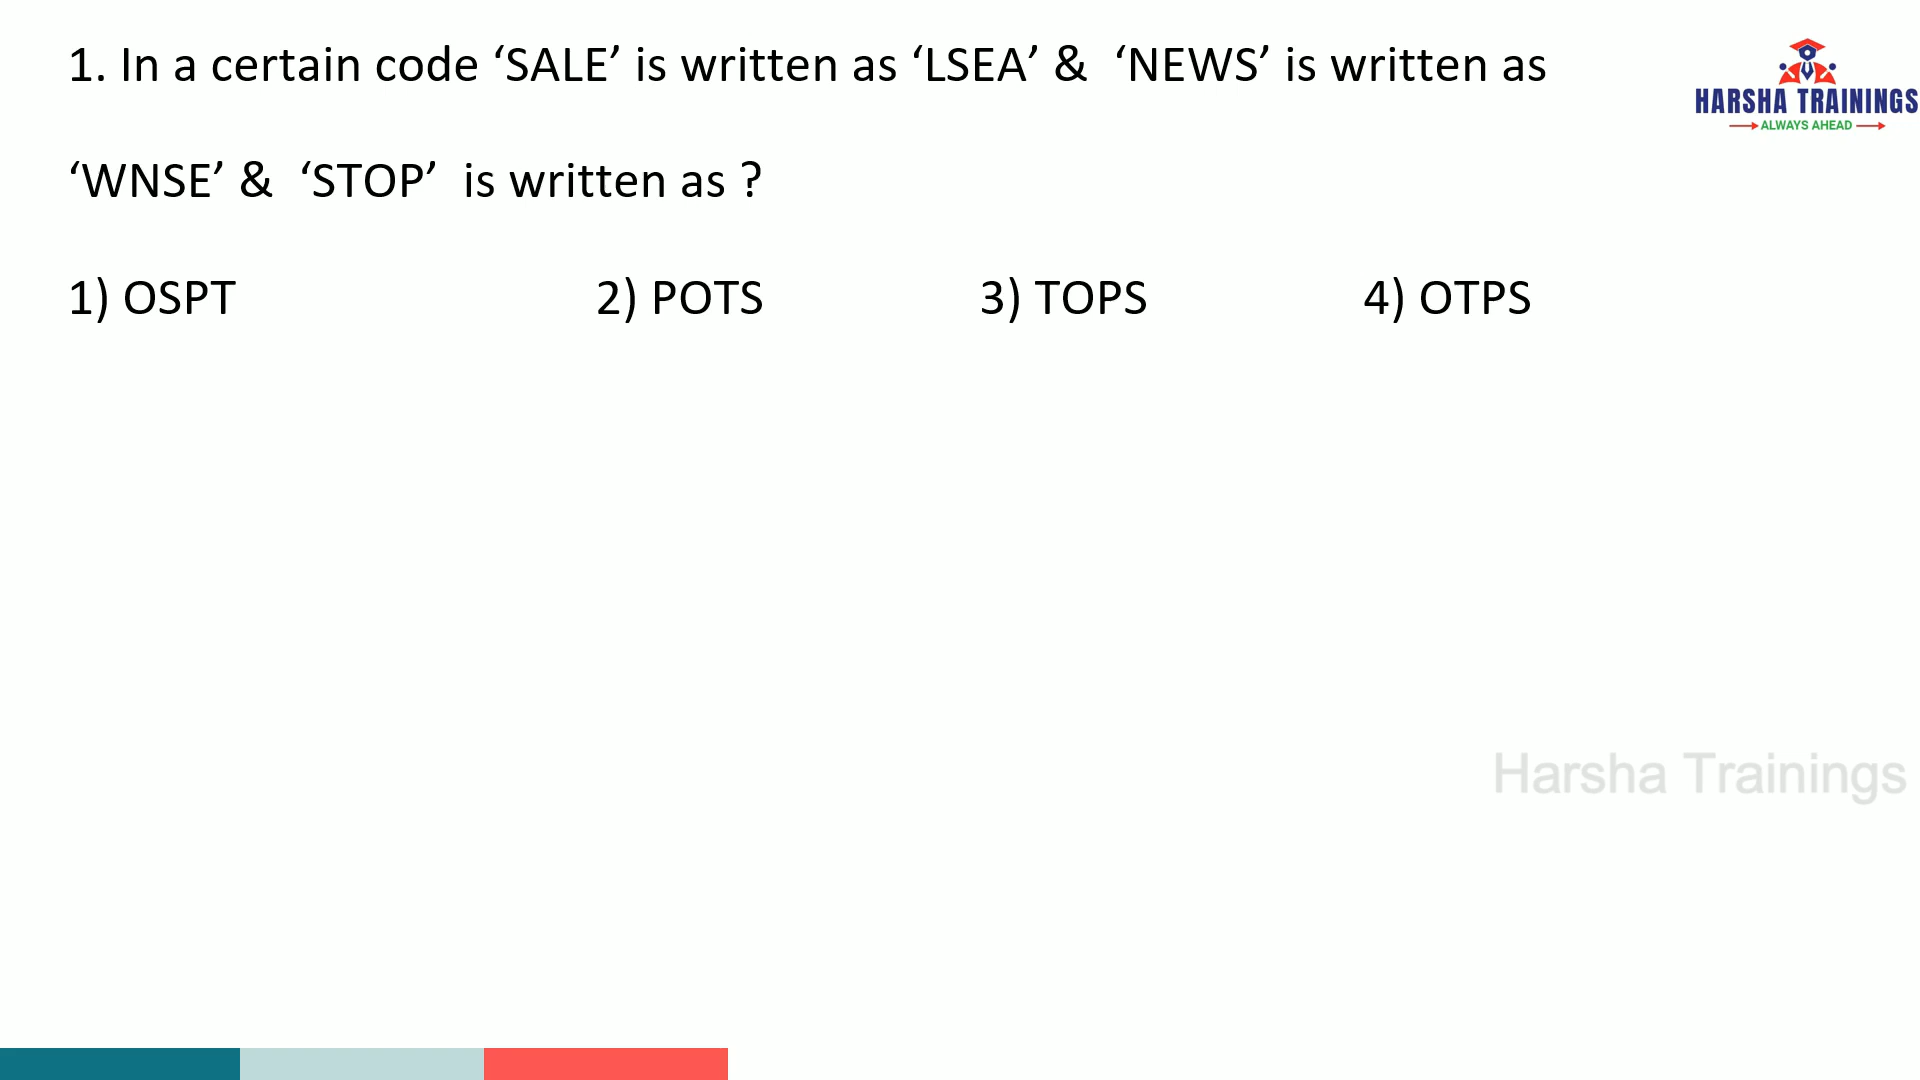 1. In a certain code ‘SALE’ is written as ‘LSEA’ & ‘NEWS’ is written as
HARSHA TRAININGS
ALWAYS AHEAD
‘WNSE’ & ‘STOP’ is written as ?
1) OSPT 2) POTS 3) TOPS 4) OTPS
Harsha Trainings